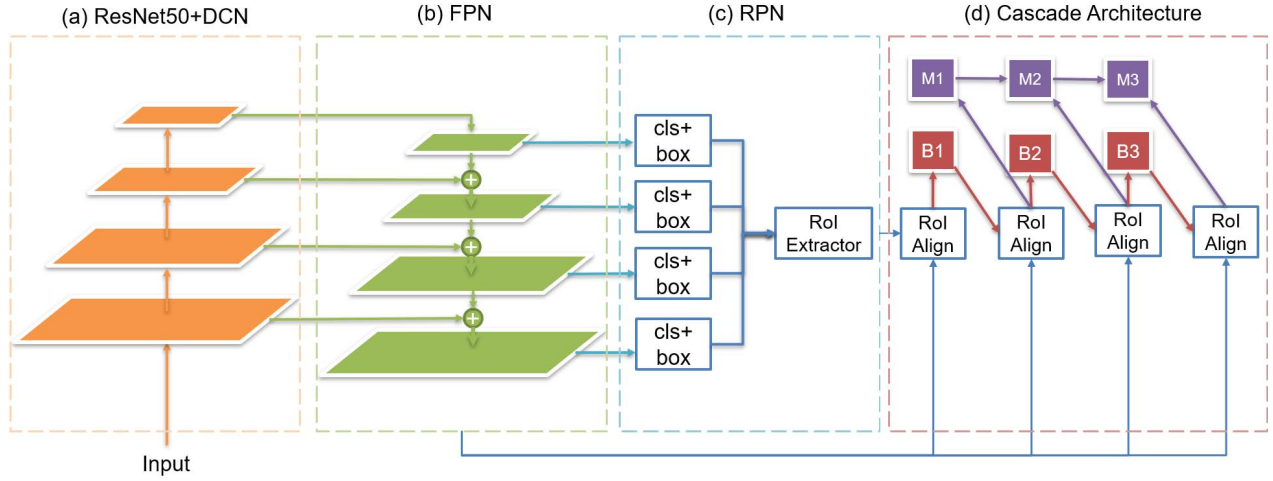 (a) ResNet50+DCN
(b) FPN
(c) RPN
(d) Cascade Architecture
Input
cls+
box
cls+
box
cls+
box
cls+
box
RoI
Extractor
M1
M2
M3
B1
B2
B3
RoI
Align
RoI
Align
RoI
Align
RoI
Align